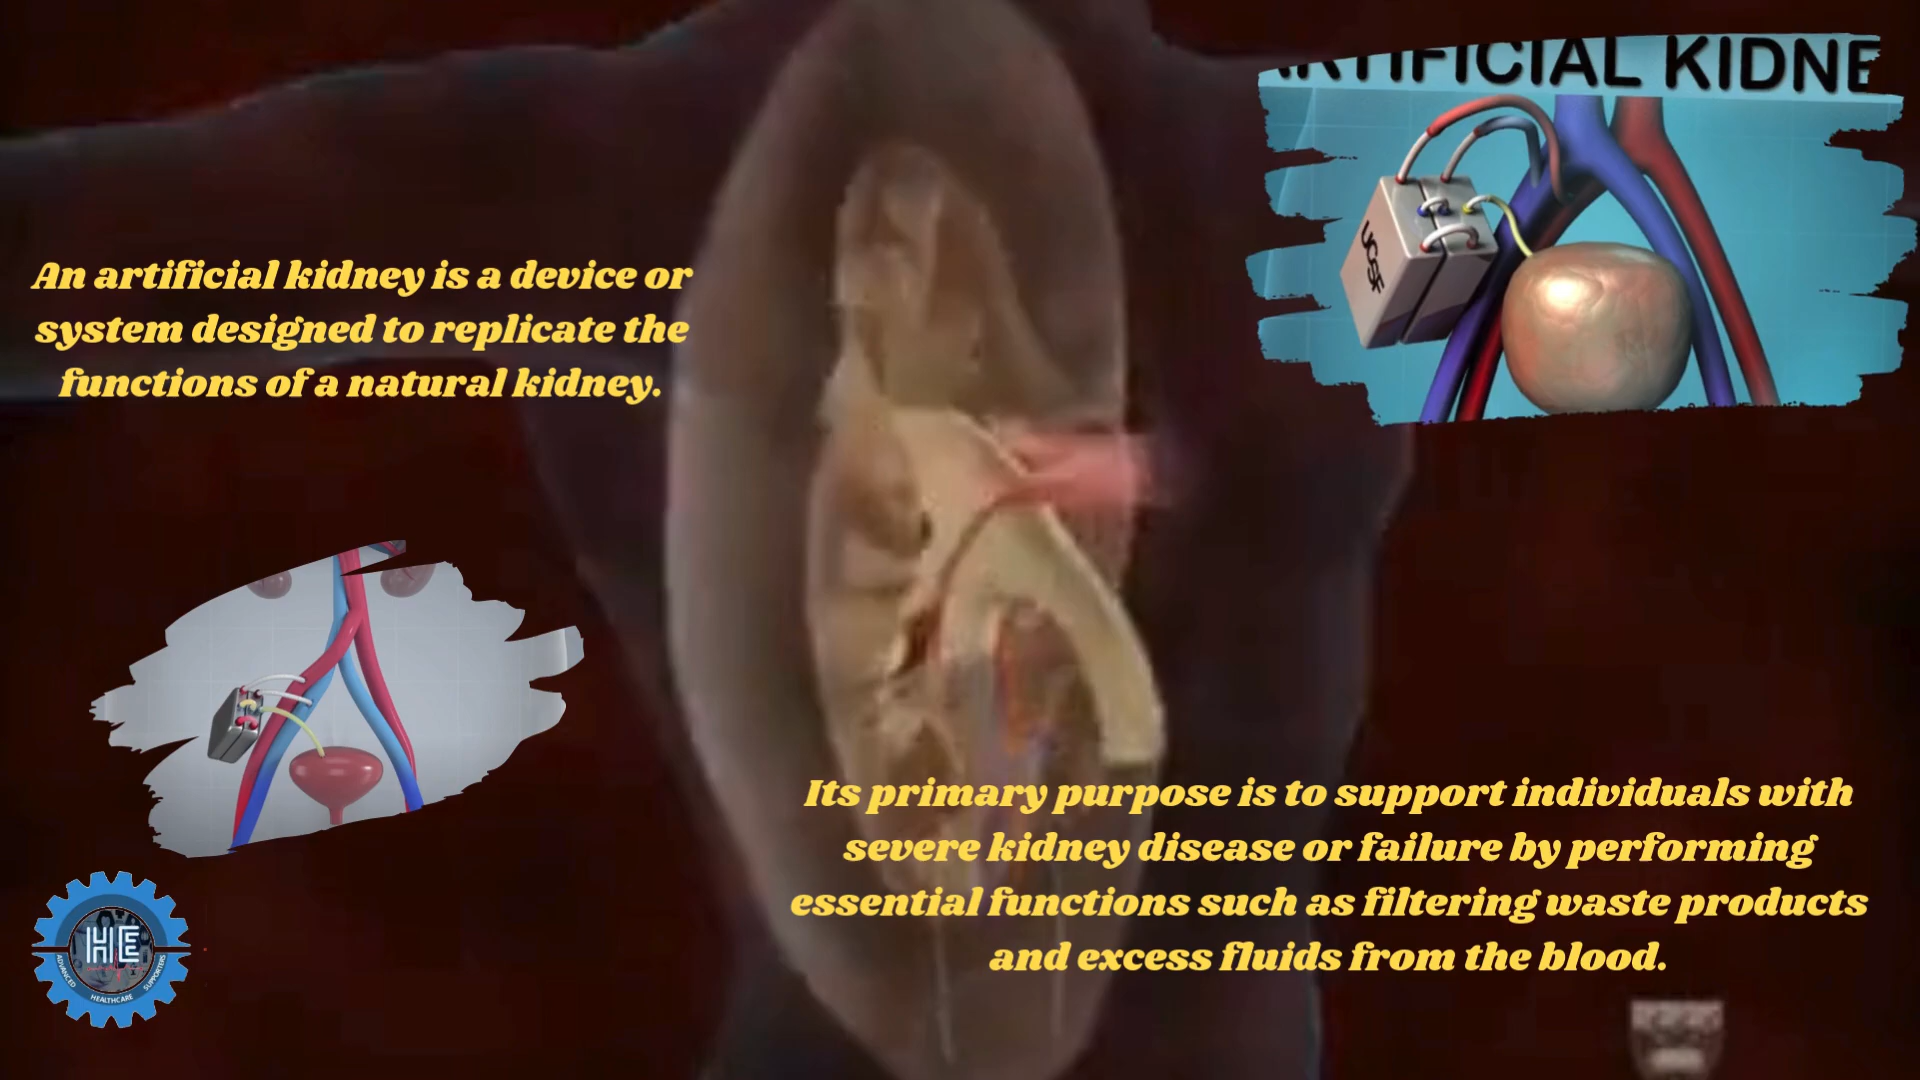 ARTIFICIAL KIDNE
An artificial kidney is a device or
system designed to replicate the
functions of a natural kidney.
UCSF
Its primary purpose is to support individuals with
severe kidney disease or failure by performing
essential functions such as filtering waste products
and excess fluids from the blood.
HE
ADVANCED HEALTHCARE SUPPORTERS